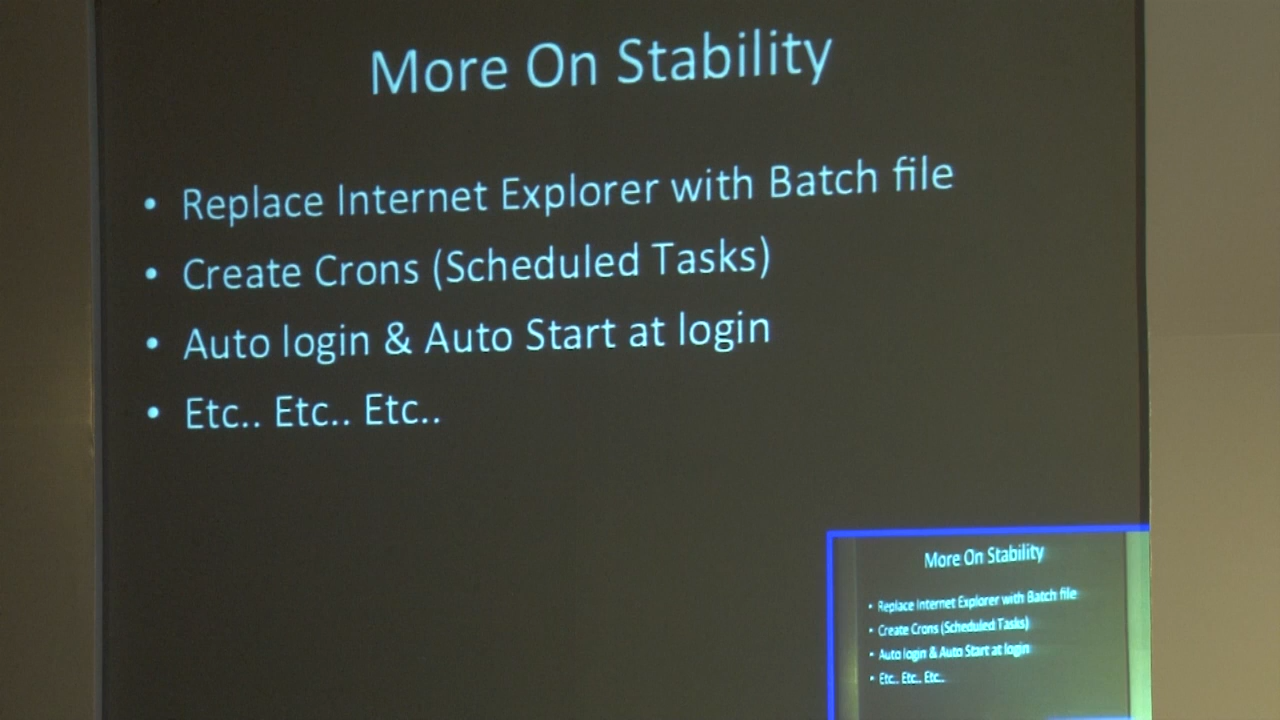 More On Stability
• Replace Internet Explorer with Batch file
• Create Crons (Scheduled Tasks)
• Auto login & Auto Start at login
• Etc.. Etc.. Etc..
More On Stability
• Replace Internet Explorer with Batch file
• Create Crons (Scheduled Tasks)
• Auto login & Auto Start at login
• Etc.. Etc.. Etc..